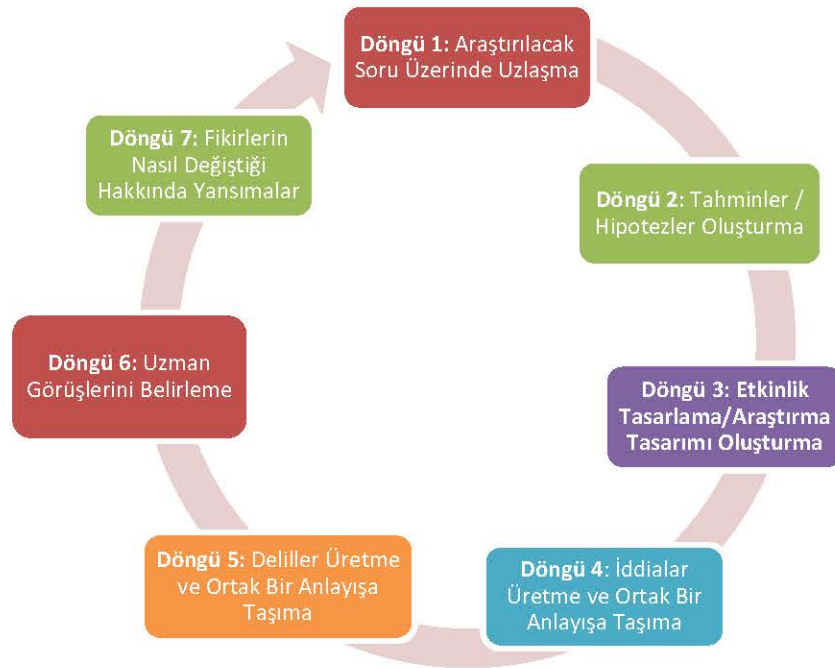 Döngü 1: Araştırılacak
Soru Üzerinde Uzlaşma
Döngü 2: Tahminler /
Hipotezler Oluşturma
Döngü 3: Etkinlik
Tasarlama/Araştırma
Tasarımı Oluşturma
Döngü 4: İddialar
Üretme ve Ortak Bir
Anlayışa Taşıma
Döngü 5: Deliller Üretme
ve Ortak Bir Anlayışa
Taşıma
Döngü 6: Uzman
Görüşlerini Belirleme
Döngü 7: Fikirlerin
Nasıl Değiştiği
Hakkında Yansımalar